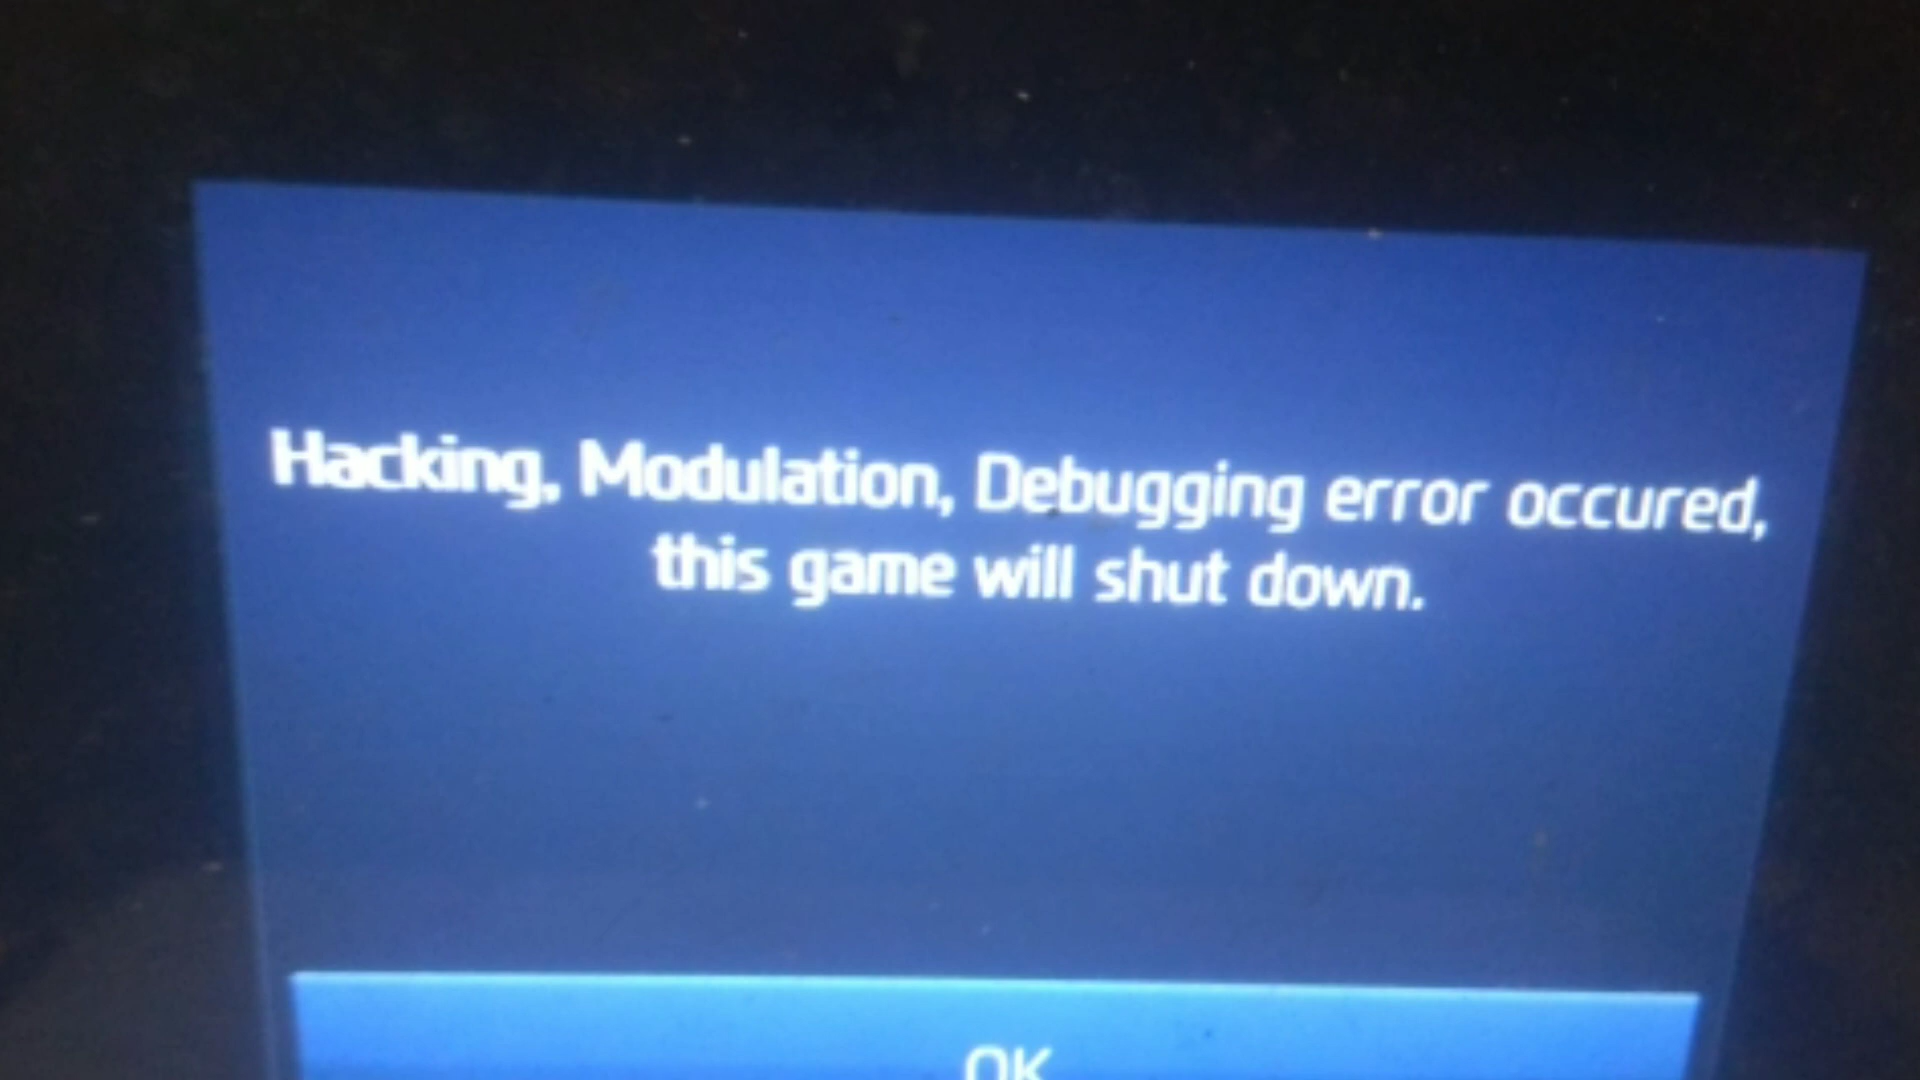 Hacking, Modulation, Debugging error occured,
this game will shut down.
OK